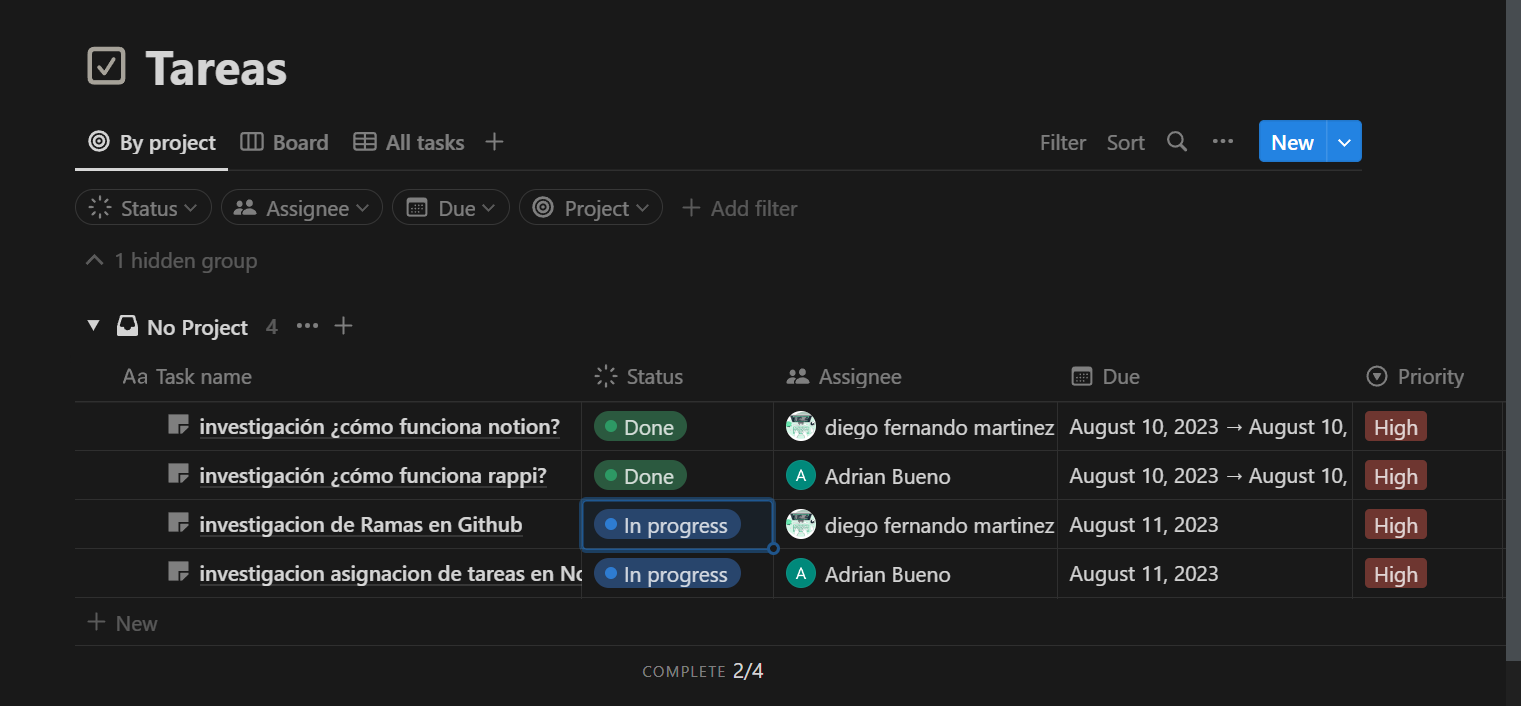 Tareas
By project Board All tasks Filter Sort New
Status Assignee Due Project Add filter
1 hidden group
No Project 4
Aa Task name Status Assignee Due Priority
investigación ¿cómo funciona notion? Done diego fernando martinez August 10, 2023 → August 10, High
investigación ¿cómo funciona rappi? Done A Adrian Bueno August 10, 2023 → August 10, High
investigacion de Ramas en Github In progress diego fernando martinez August 11, 2023 High
investigacion asignacion de tareas en In progress A Adrian Bueno August 11, 2023 High
New
COMPLETE 2/4